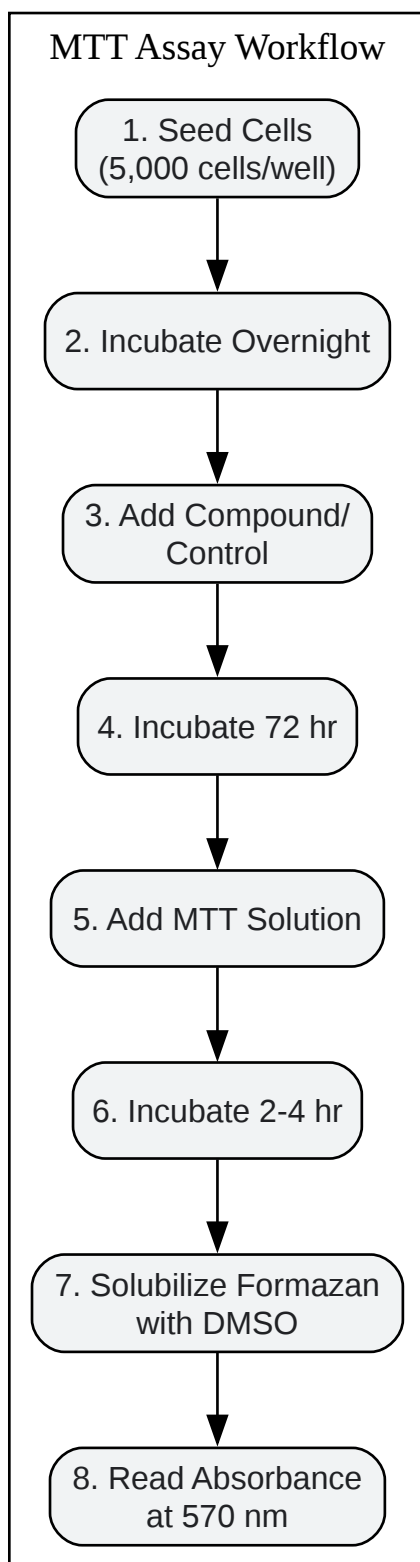 MTT Assay Workflow
1. Seed Cells
(5,000 cells/well)
2. Incubate Overnight
3. Add Compound/
Control
4. Incubate 72 hr
5. Add MTT Solution
6. Incubate 2-4 hr
7. Solubilize Formazan
with DMSO
8. Read Absorbance
at 570 nm